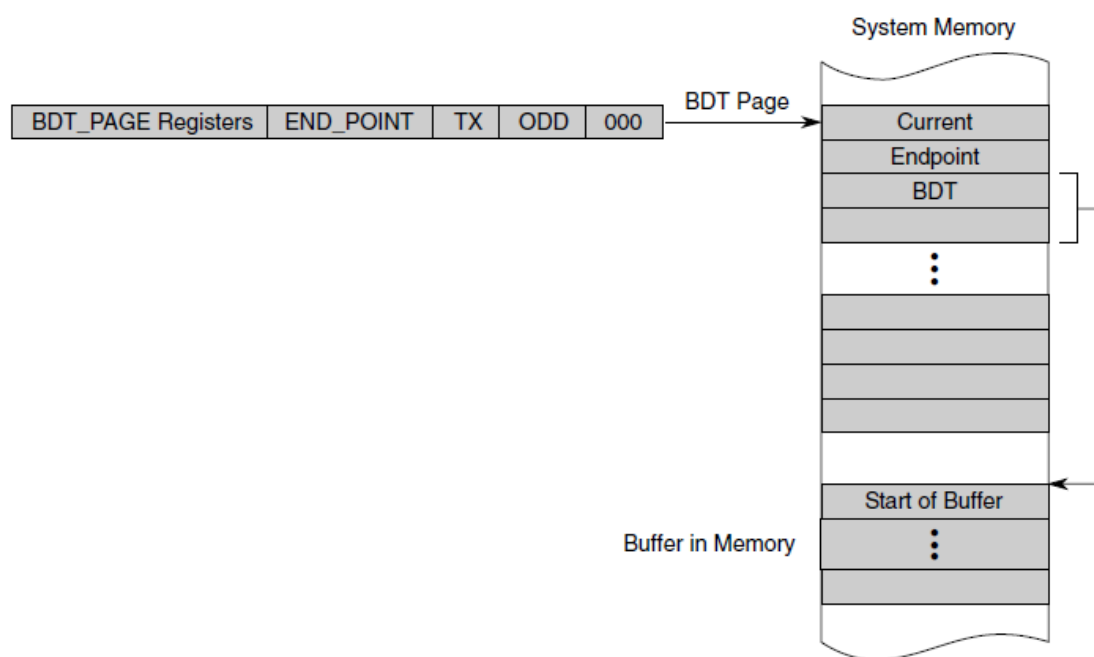 System Memory
BDT_PAGE Registers END_POINT TX ODD 000
BDT Page
Current
Endpoint
BDT
Start of Buffer
Buffer in Memory